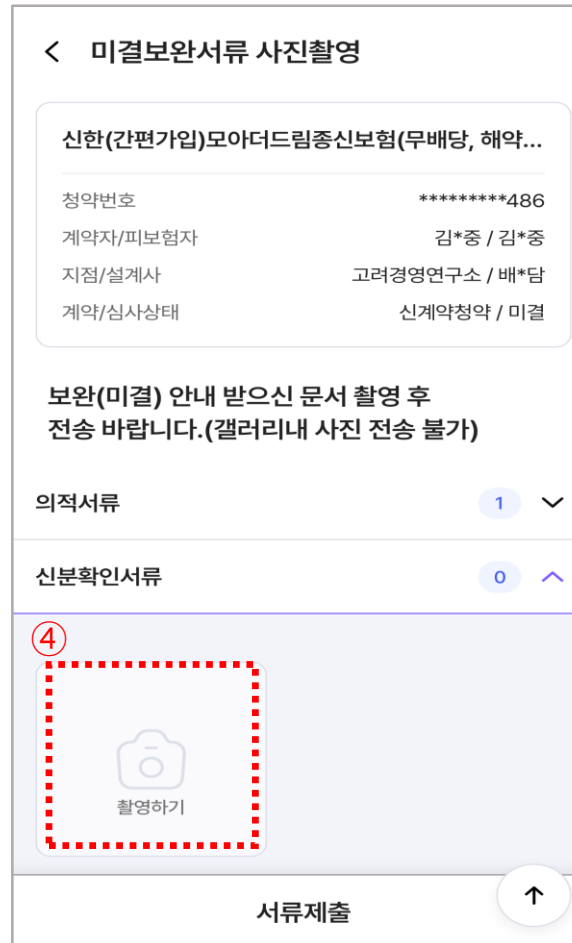 미결보완서류 사진촬영
신한(간편가입)모아더드림종신보험(무배당, 해약...
청약번호 *********486
계약자/피보험자 김*중 / 김*중
지점/설계사 고려경영연구소 / 배*담
계약/심사상태 신계약청약 / 미결
보완(미결) 안내 받으신 문서 촬영 후
전송 바랍니다.(갤러리내 사진 전송 불가)
의적서류 1
신분확인서류 0
④
촬영하기
서류제출